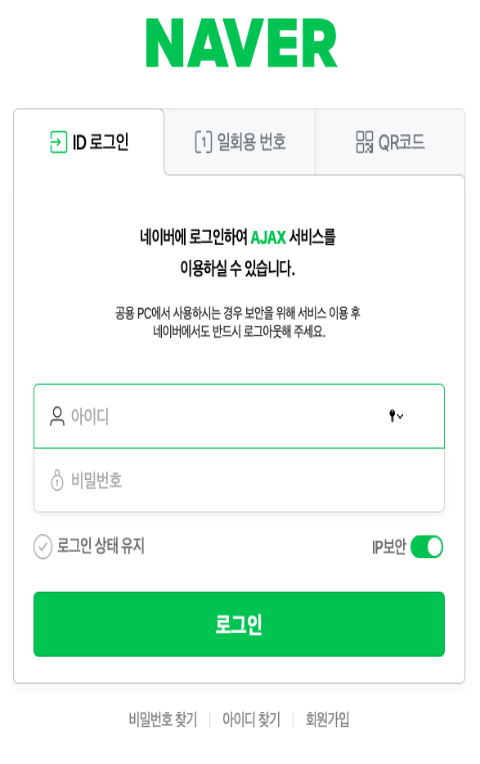 NAVER
ID 로그인
1 일회용 번호
QR코드
네이버에 로그인하여 AJAX 서비스를
이용하실 수 있습니다.
공용 PC에서 사용하시는 경우 보안을 위해 서비스 이용 후
네이버에서도 반드시 로그아웃해 주세요.
아이디
비밀번호
로그인 상태 유지
IP보안
로그인
비밀번호 찾기 | 아이디 찾기 | 회원가입